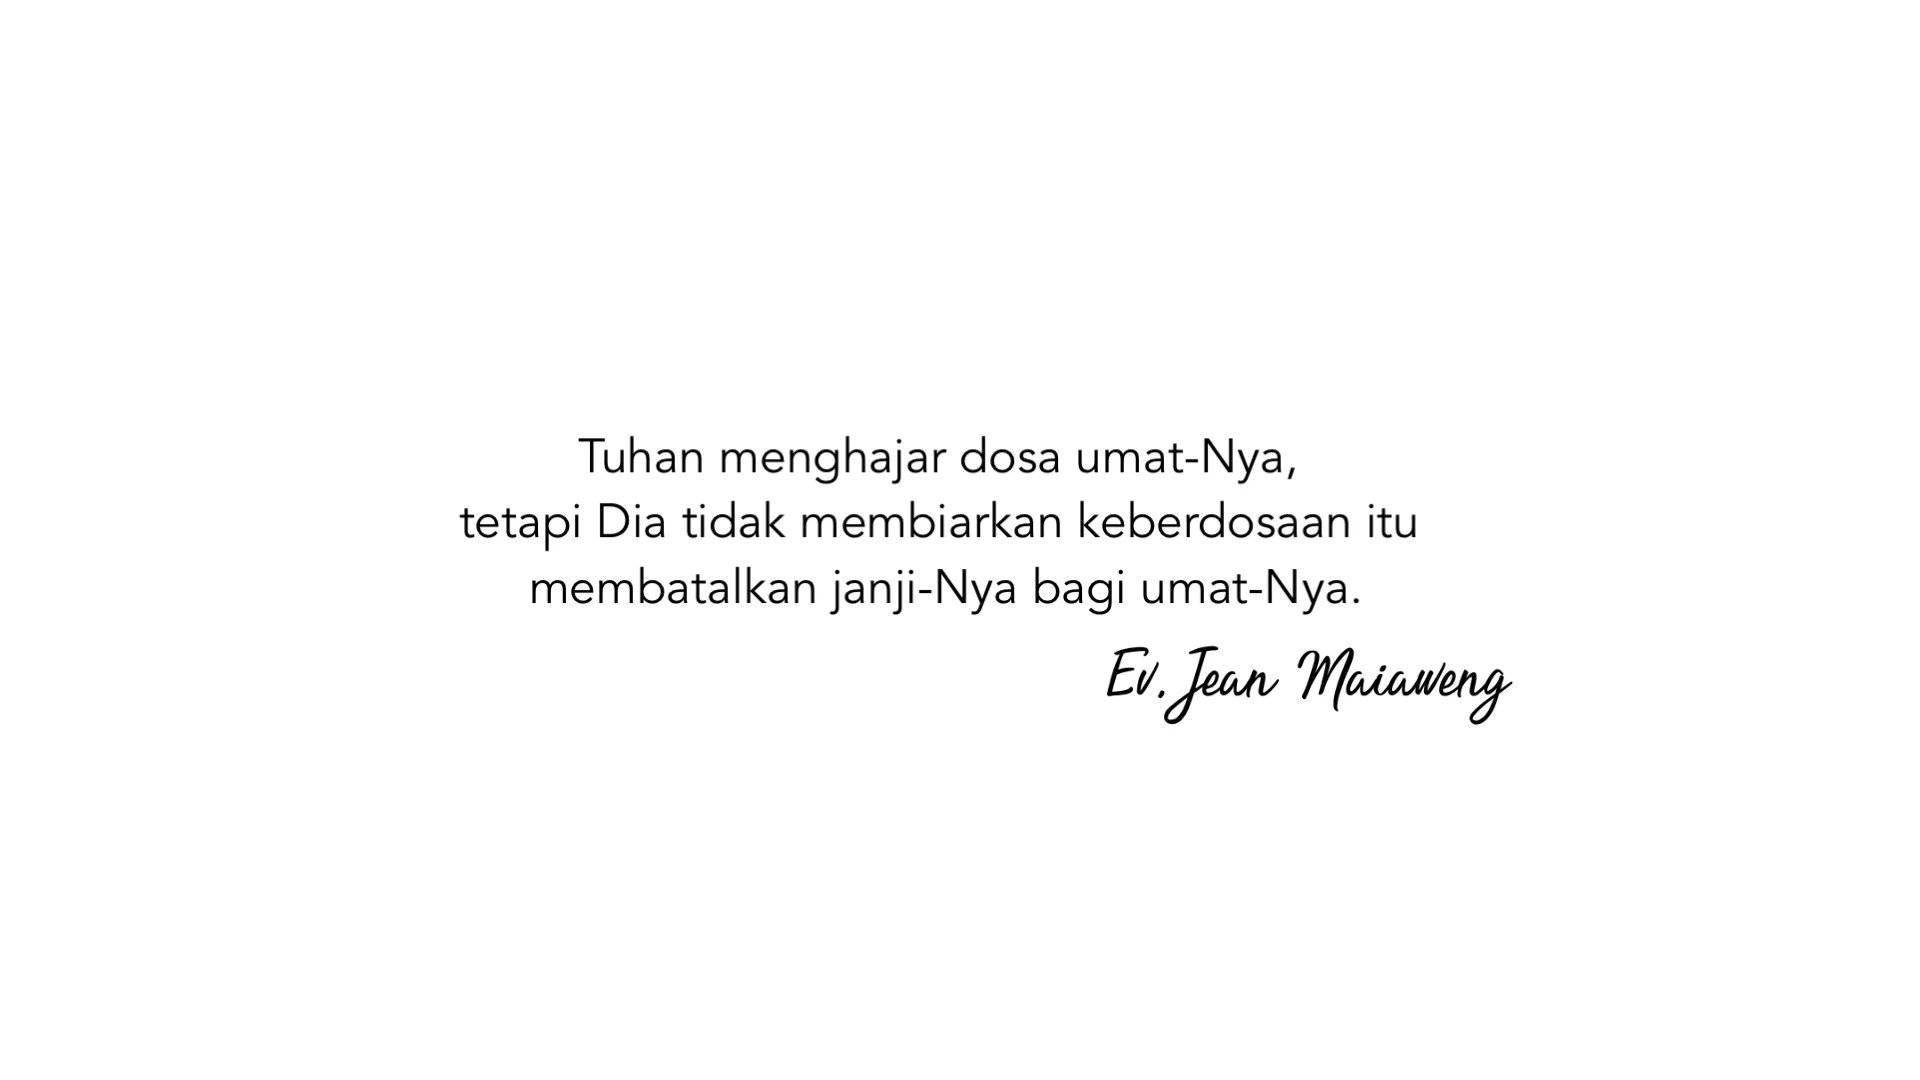 Tuhan menghajar dosa umat-Nya,
tetapi Dia tidak membiarkan keberdosaan itu
membatalkan janji-Nya bagi umat-Nya.
Ev. Jean Maiaweng